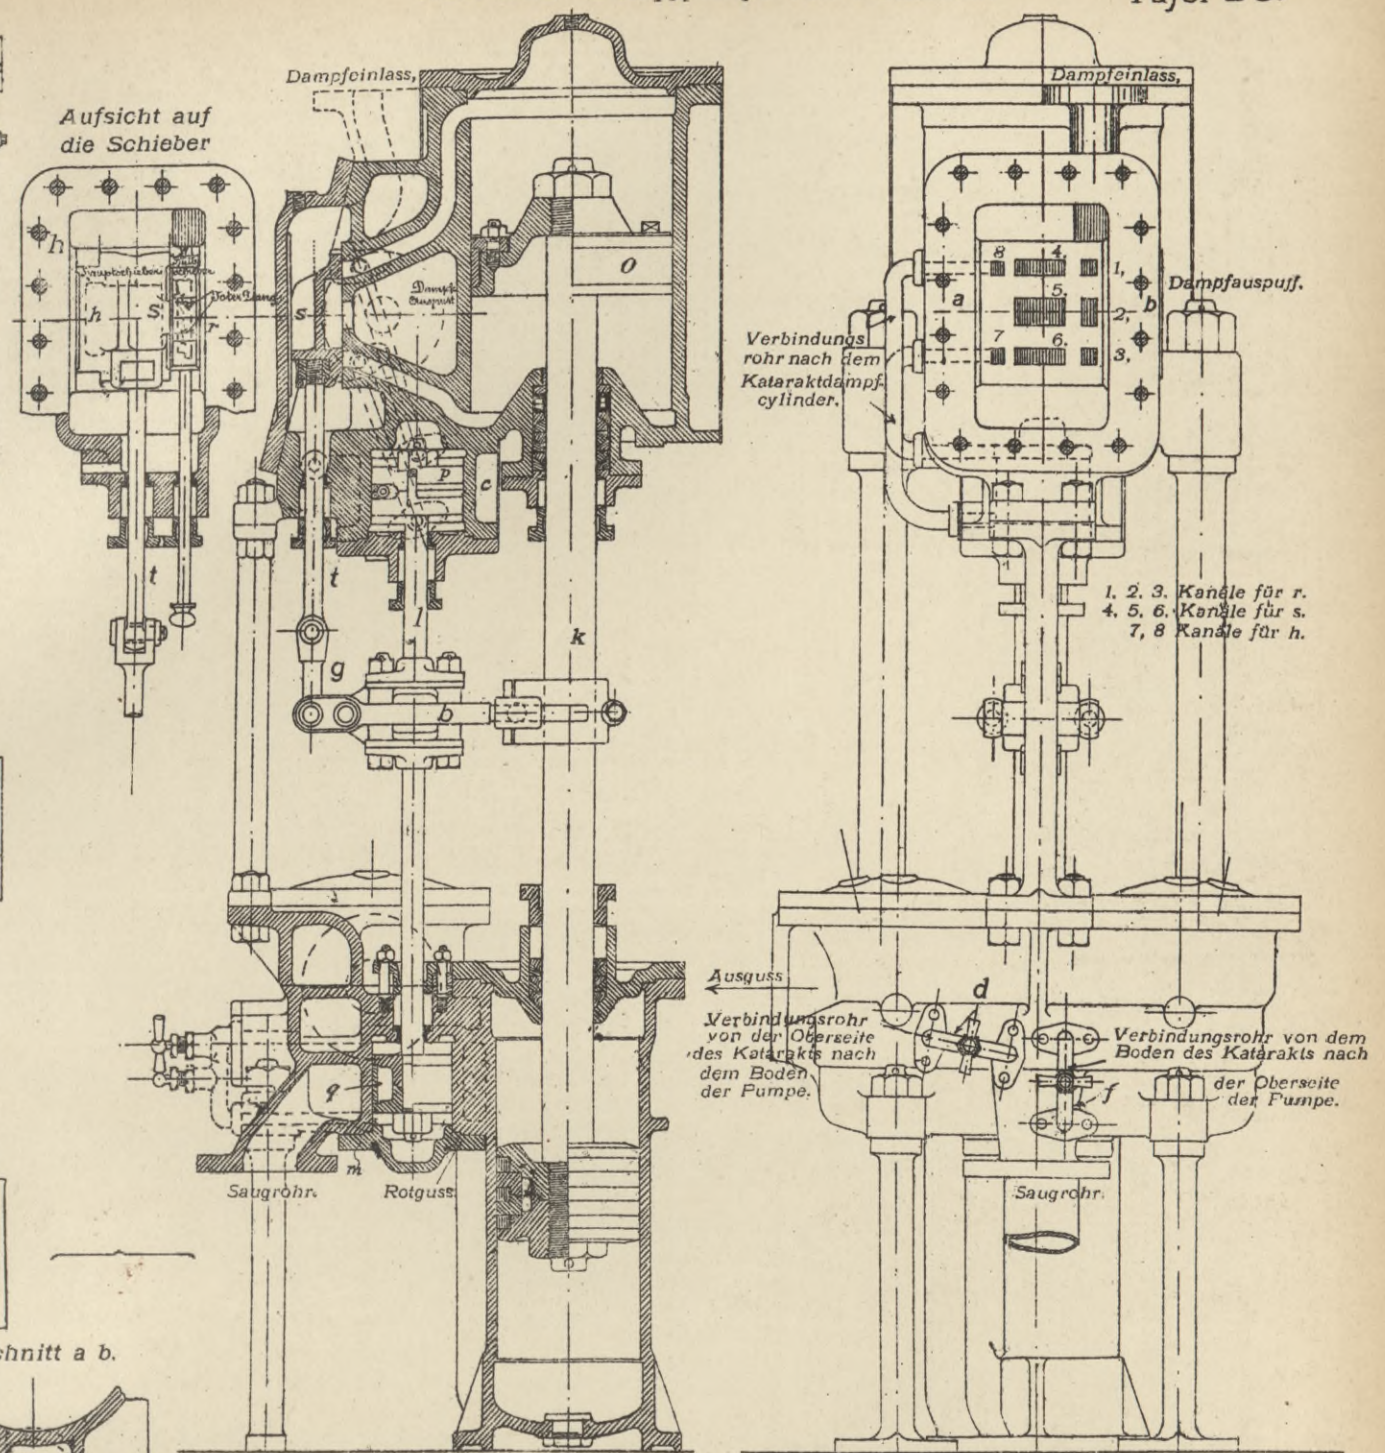 Dampfeinlass,
Aufsicht auf
die Schieber
h
h
S
r
t
s
Dampf
O
p
c
t
l
k
g
b
q
m
Saugrohr.
Rotguss.
Dampfeinlass,
8
4.
1,
a
5.
2,
b
7
6.
3,
Dampfauspuff.
Verbindungs
rohr nach dem
Kataraktdampf-
cylinder.
1. 2. 3. Kanäle für r.
4. 5. 6. Kanäle für s.
7, 8 Kanäle für h.
Ausguss
d
Verbindungsrohr
von der Oberseite
des Katarakts nach
dem Boden
der Pumpe.
Verbindungsrohr von dem
Boden des Katarakts nach
der Oberseite
der Pumpe.
f
Saugrohr.
chnitt a b.